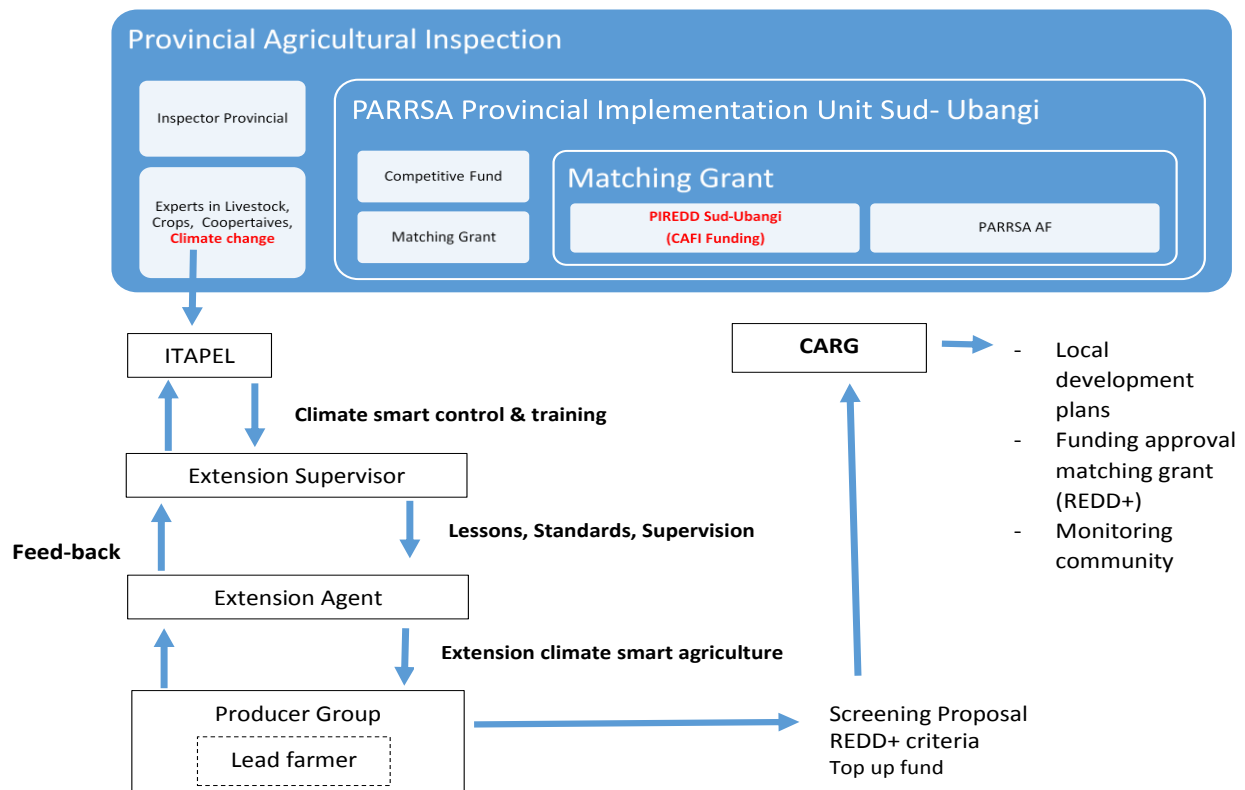 Provincial Agricultural Inspection
Inspector Provincial
PARRSA Provincial Implementation Unit Sud- Ubangi
Competitive Fund
Matching Grant
Matching Grant
PIREDD Sud-Ubangi
(CAFI Funding)
PARRSA AF
Experts in Livestock,
Crops, Coopertaives,
Climate change
ITAPEL
CARG
- Local
development
plans
- Funding approval
matching grant
(REDD+)
- Monitoring
community
Climate smart control & training
Extension Supervisor
Lessons, Standards, Supervision
Feed-back
Extension Agent
Extension climate smart agriculture
Producer Group
Lead farmer
Screening Proposal
REDD+ criteria
Top up fund